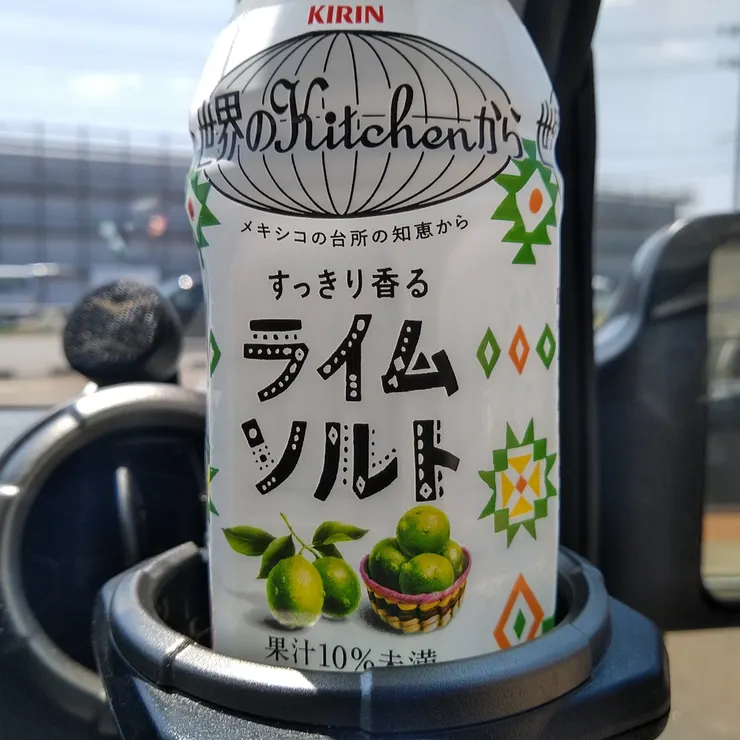 KIRIN
世界のKitchenから
メキシコの台所の知恵から
すっきり香る
ライム
ソルト
果汁10%未満